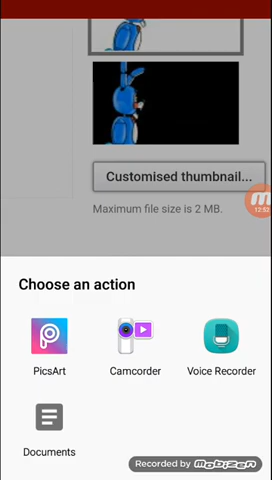 Customised thumbnail...
Maximum file size is 2 MB.
12:52
Choose an action
PicsArt
Camcorder
Voice Recorder
Documents
Recorded by Mobizen